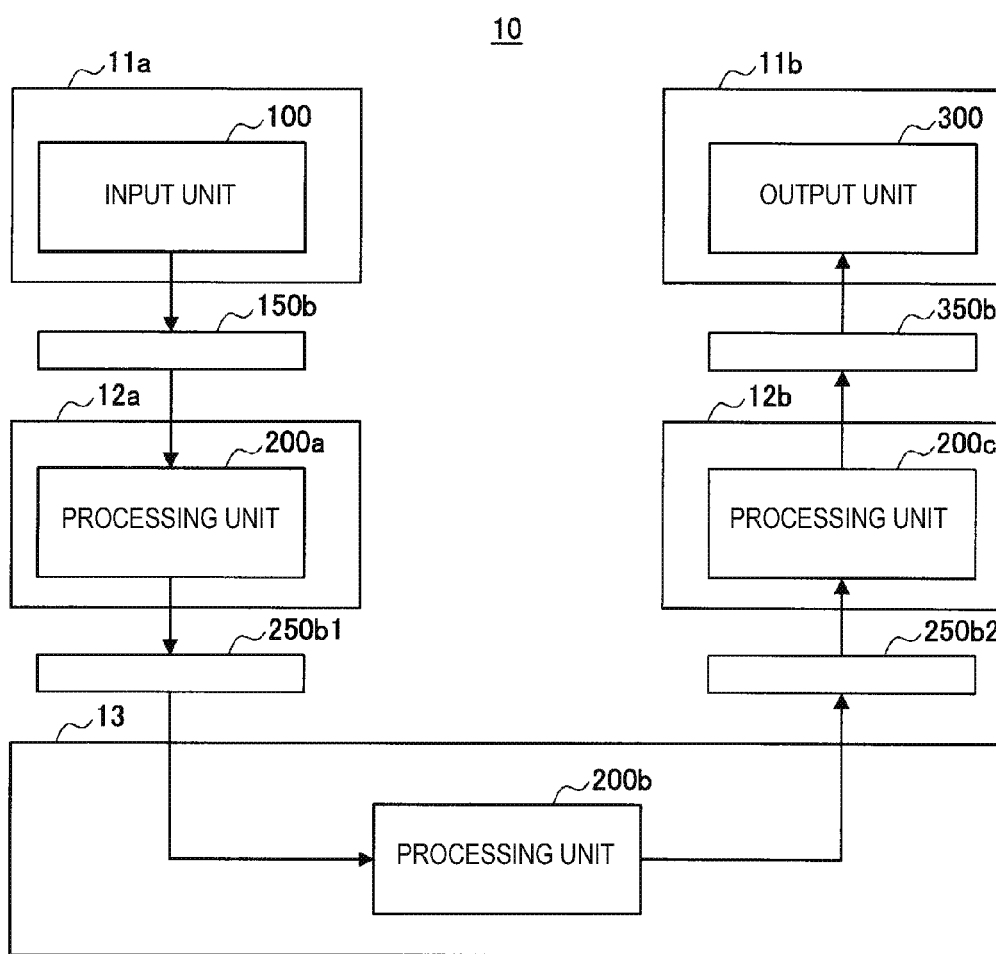 10
11a
11b
100
300
INPUT UNIT
OUTPUT UNIT
150b
350b
12a
12b
200a
200c
PROCESSING UNIT
PROCESSING UNIT
250b1
250b2
13
200b
PROCESSING UNIT